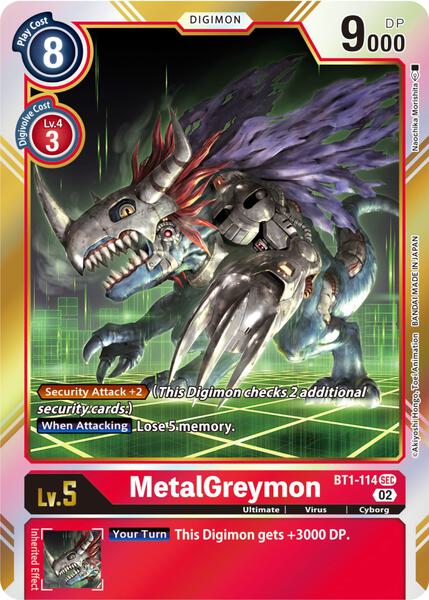 DIGIMON
Play Cost
8
9000
DP
Digivolve Cost
Lv.4
3
Naochika Morishita
©Akiyoshi Hongo, Toei Animation BANDAI MADE IN JAPAN
Security Attack +2 (This Digimon checks 2 additional
security cards.)
When Attacking Lose 5 memory.
Lv.5
MetalGreymon
BT1-114 SEC
02
Ultimate | Virus | Cyborg
Inherited Effect
Your Turn This Digimon gets +3000 DP.